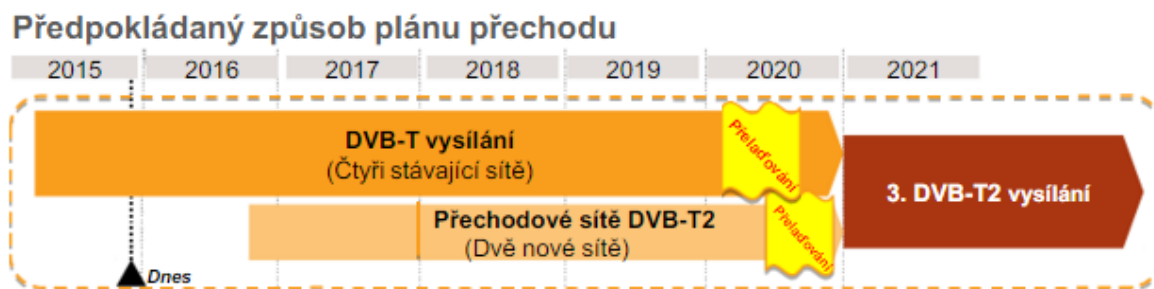 Předpokládaný způsob plánu přechodu
2015 2016 2017 2018 2019 2020 2021
DVB-T vysílání
(Čtyři stávající sítě)
Přelaďování
3. DVB-T2 vysílání
Přechodové sítě DVB-T2
(Dvě nové sítě)
Přelaďování
Dnes